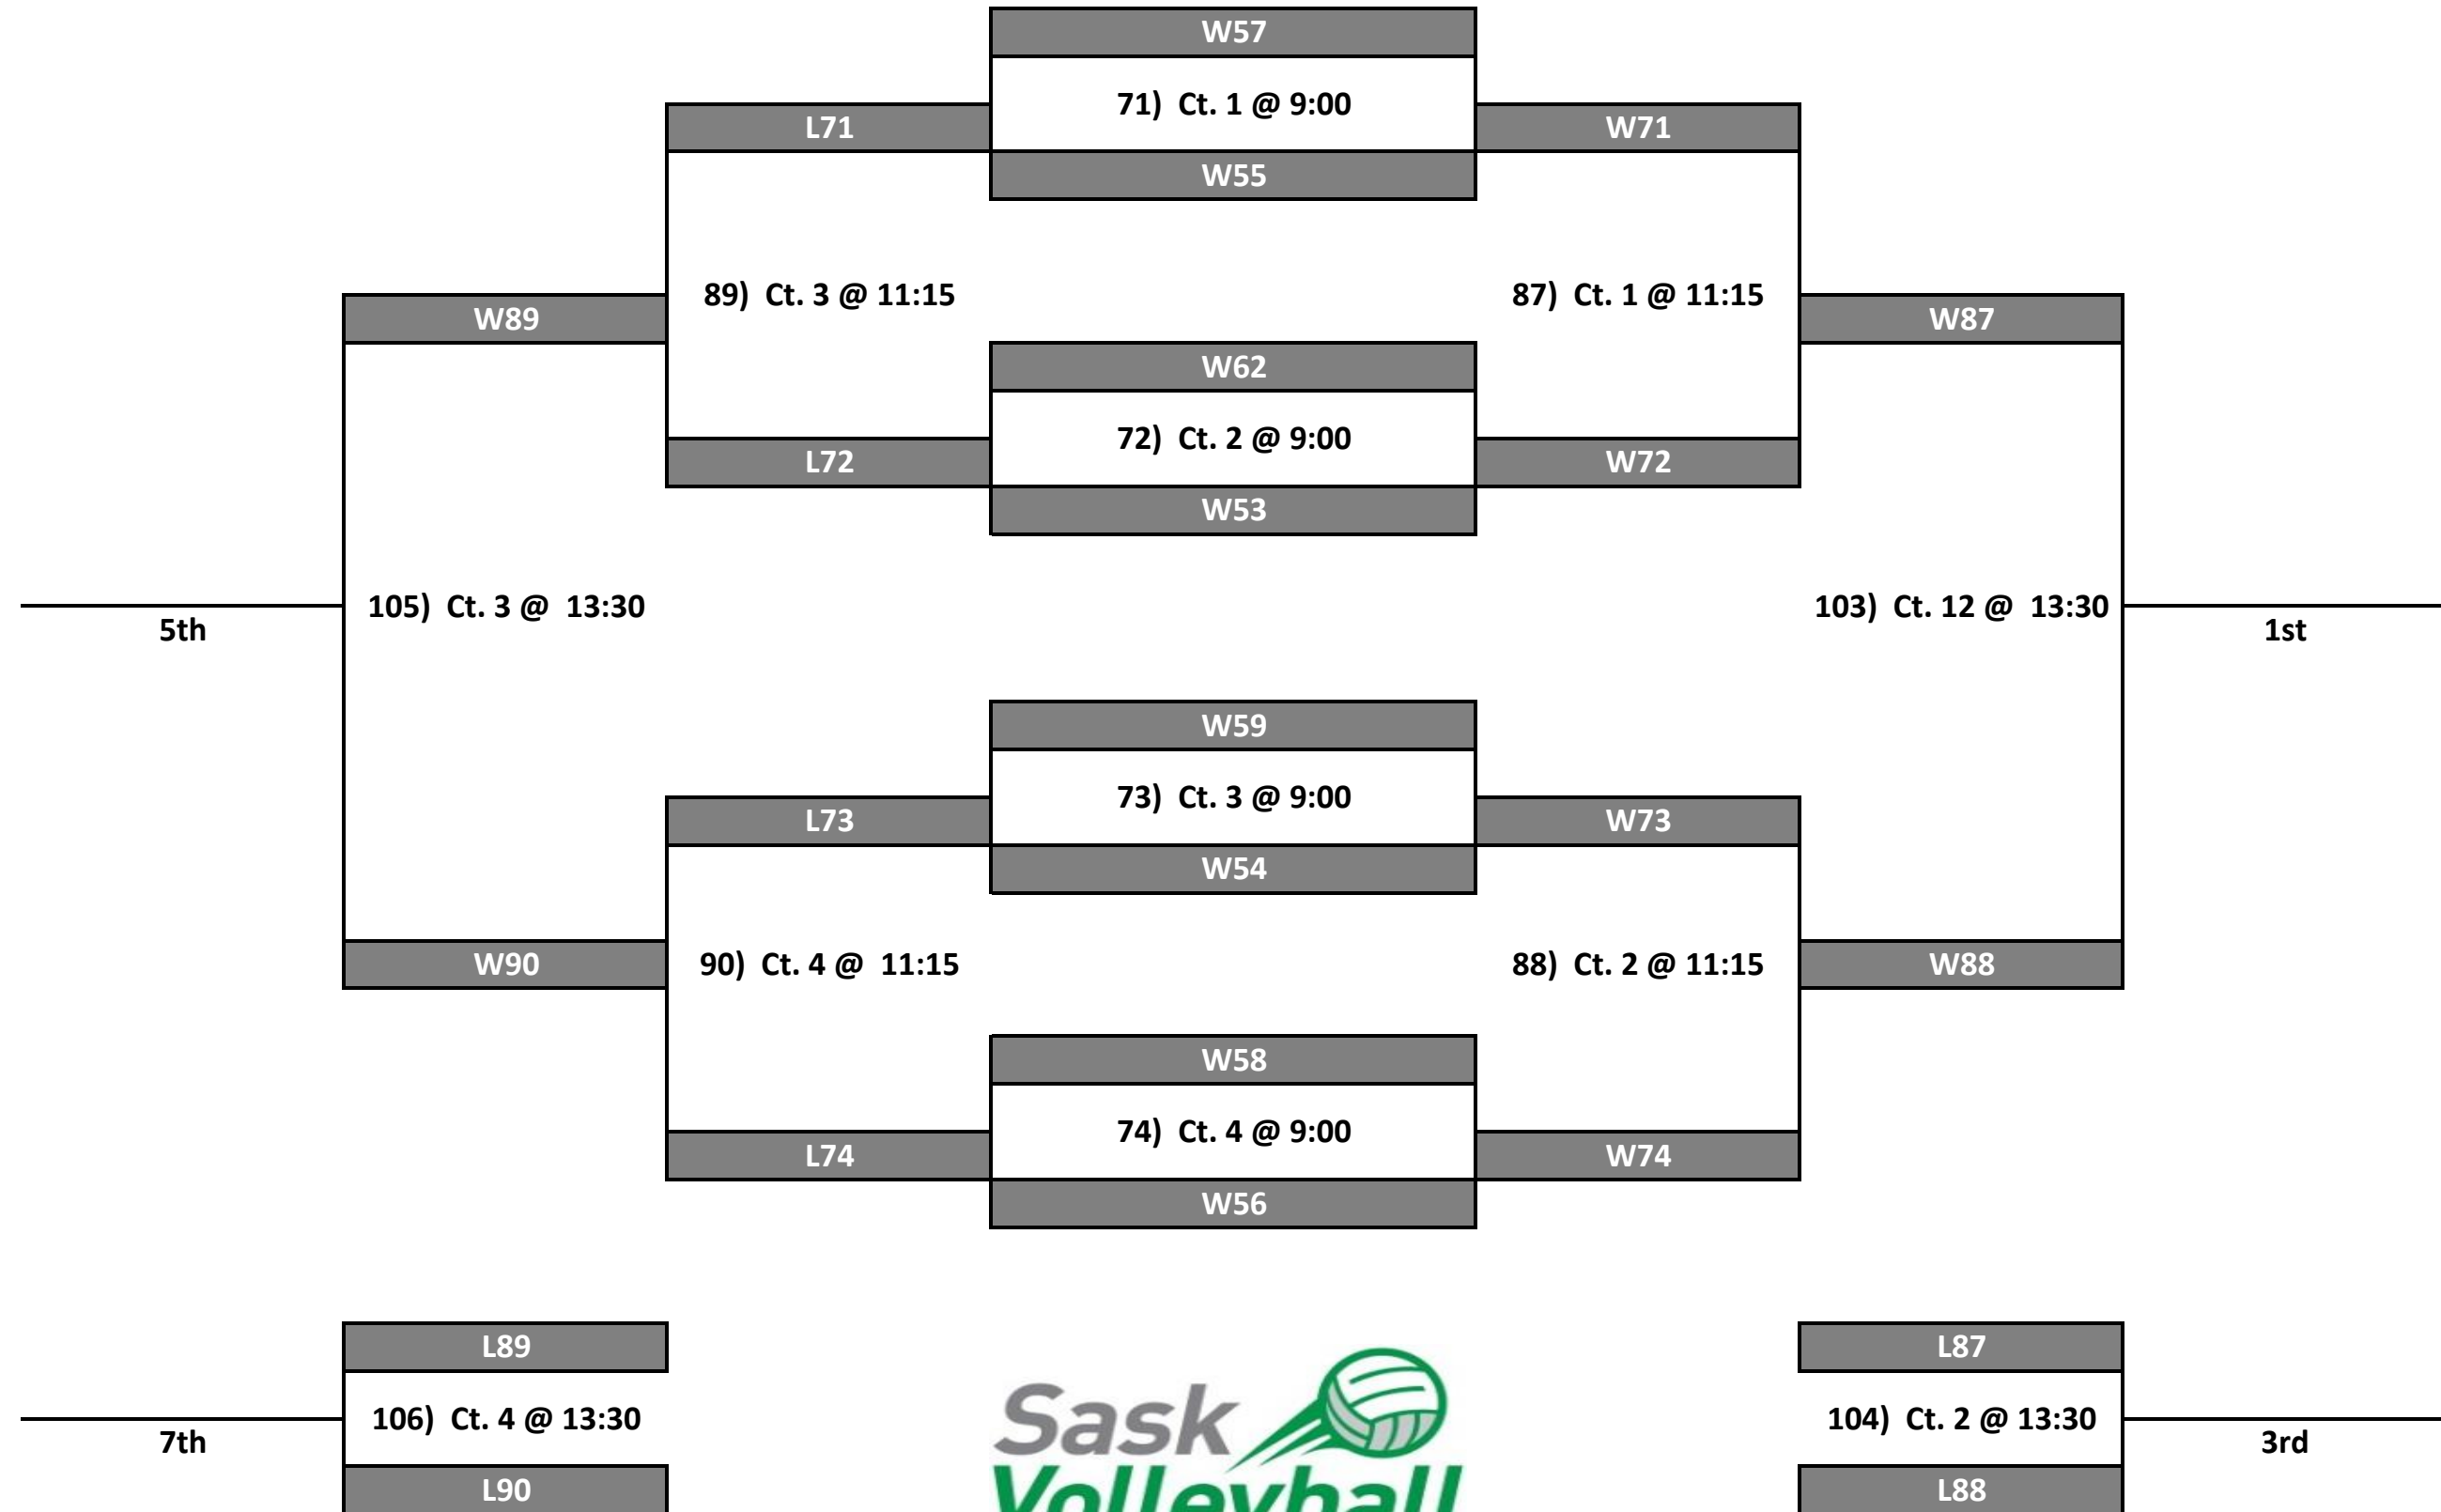 W57
71)  Ct. 1 @ 9:00
L71
W71
W55
89)  Ct. 3 @ 11:15
87)  Ct. 1 @ 11:15
W89
W87
W62
72)  Ct. 2 @ 9:00
L72
W72
W53
105)  Ct. 3 @  13:30
103)  Ct. 12 @  13:30
5th
1st
W59
73)  Ct. 3 @ 9:00
L73
W73
W54
W90
90)  Ct. 4 @  11:15
88)  Ct. 2 @ 11:15
W88
W58
74)  Ct. 4 @ 9:00
L74
W74
W56
L89
L87
106)  Ct. 4 @ 13:30
104)  Ct. 2 @ 13:30
7th
3rd
L90
L88
Sask
Volleyball